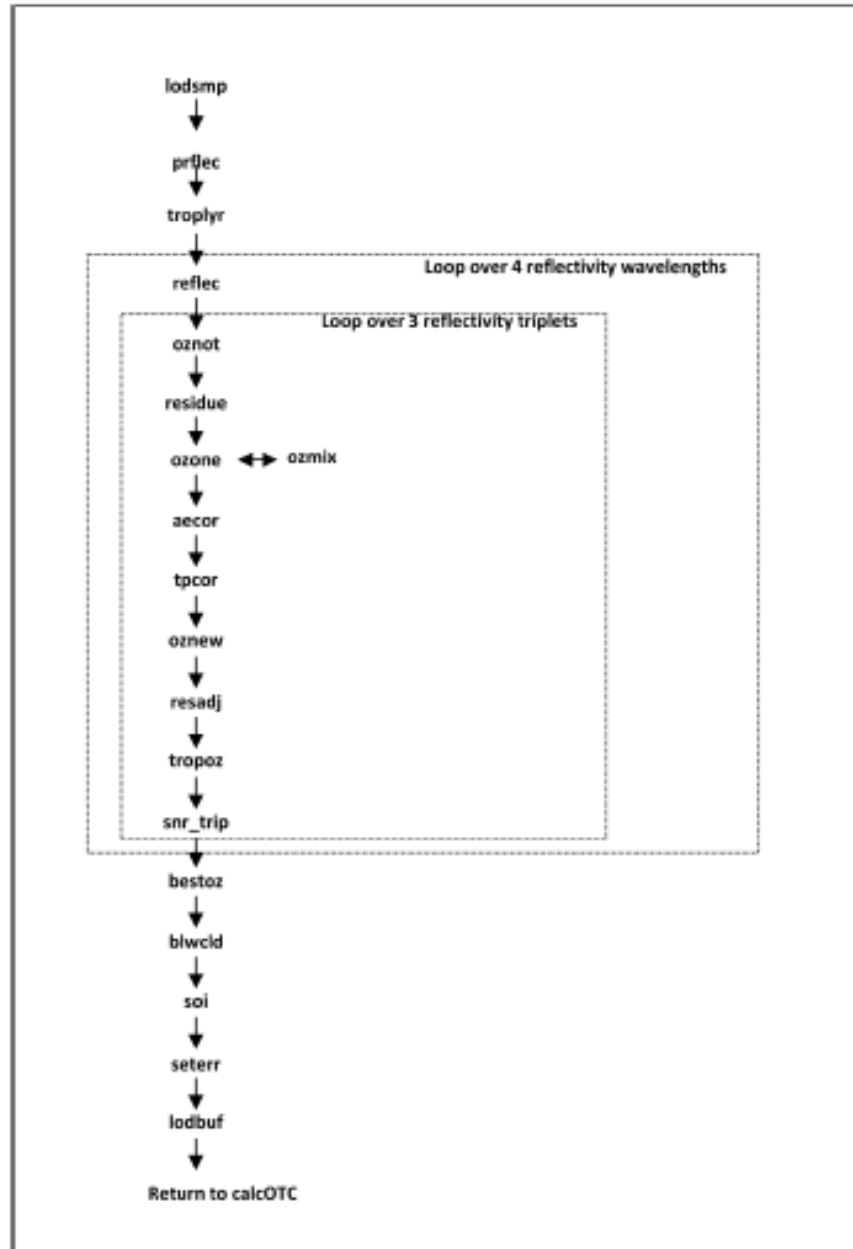 lodsmp
prflec
troplyr
Loop over 4 reflectivity wavelengths
reflec
Loop over 3 reflectivity triplets
oznot
residue
ozone
ozmix
aecor
tpcor
oznew
resadj
tropoz
snr_trip
bestoz
blwcld
soi
seterr
lodbuf
Return to calcOTC